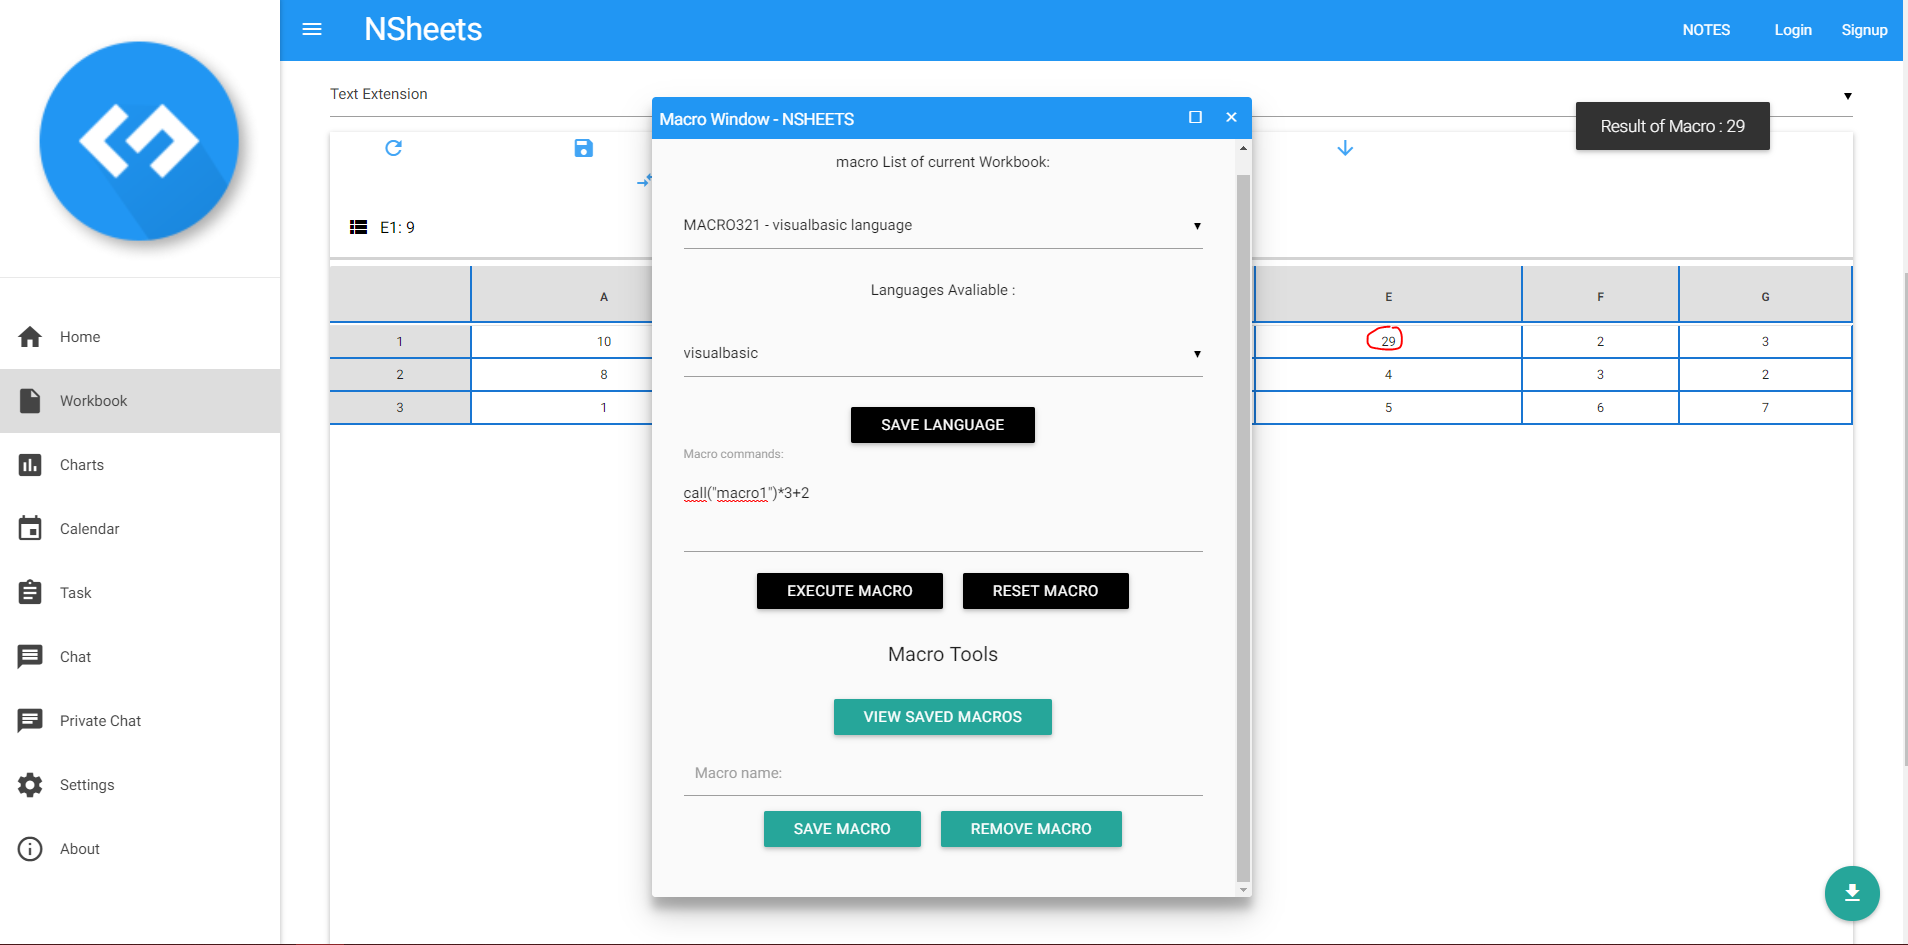 NSheets
NOTES
Login
Signup
Text Extension
Macro Window - NSHEETS
Result of Macro : 29
macro List of current Workbook:
E1: 9
MACRO321 - visualbasic language
Languages Avaliable :
A
E
F
G
1
10
29
2
3
2
8
4
3
2
3
1
5
6
7
visualbasic
SAVE LANGUAGE
Macro commands:
call("macro1")*3+2
EXECUTE MACRO
RESET MACRO
Macro Tools
VIEW SAVED MACROS
Macro name:
SAVE MACRO
REMOVE MACRO
Home
Workbook
Charts
Calendar
Task
Chat
Private Chat
Settings
About